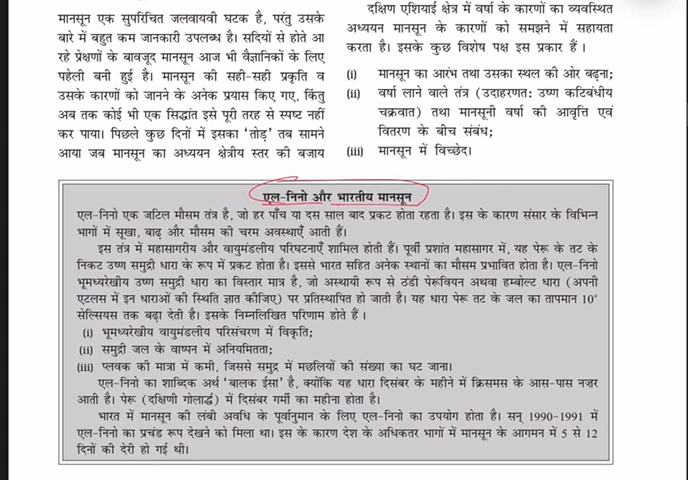 मानसून एक सुपरिचित जलवायवी घटक है, परंतु उसके
बारे में बहुत कम जानकारी उपलब्ध है। सदियों से होते आ
रहे प्रेक्षणों के बावजूद मानसून आज भी वैज्ञानिकों के लिए
पहेली बनी हुई है। मानसून की सही-सही प्रकृति व
उसके कारणों को जानने के अनेक प्रयास किए गए, किंतु
अब तक कोई भी एक सिद्धांत इसे पूरी तरह से स्पष्ट नहीं
कर पाया। पिछले कुछ दिनों में इसका 'तोड़' तब सामने
आया जब मानसून का अध्ययन क्षेत्रीय स्तर की बजाय
दक्षिण एशियाई क्षेत्र में वर्षा के कारणों का व्यवस्थित
अध्ययन मानसून के कारणों को समझने में सहायता
करता है। इसके कुछ विशेष पक्ष इस प्रकार हैं ।
(i) मानसून का आरंभ तथा उसका स्थल की ओर बढ़ना;
(ii) वर्षा लाने वाले तंत्र (उदाहरणत: उष्ण कटिबंधीय
चक्रवात) तथा मानसूनी वर्षा की आवृत्ति एवं
वितरण के बीच संबंध;
(iii) मानसून में विच्छेद।
एल-निनो और भारतीय मानसून
एल-निनो एक जटिल मौसम तंत्र है, जो हर पाँच या दस साल बाद प्रकट होता रहता है। इस के कारण संसार के विभिन्न
भागों में सूखा, बाढ़ और मौसम की चरम अवस्थाएँ आती हैं।
इस तंत्र में महासागरीय और वायुमंडलीय परिघटनाएँ शामिल होती हैं। पूर्वी प्रशांत महासागर में, यह पेरू के तट के
निकट उष्ण समुद्री धारा के रूप में प्रकट होता है। इससे भारत सहित अनेक स्थानों का मौसम प्रभावित होता है। एल-निनो
भूमध्यरेखीय उष्ण समुद्री धारा का विस्तार मात्र है, जो अस्थायी रूप से ठंडी पेरूवियन अथवा हम्बोल्ट धारा (अपनी
एटलस में इन धाराओं की स्थिति ज्ञात कीजिए) पर प्रतिस्थापित हो जाती है। यह धारा पेरू तट के जल का तापमान 10°
सेल्सियस तक बढ़ा देती है। इसके निम्नलिखित परिणाम होते हैं ।
(i) भूमध्यरेखीय वायुमंडलीय परिसंचरण में विकृति;
(ii) समुद्री जल के वाष्पन में अनियमितता;
(iii) प्लवक की मात्रा में कमी, जिससे समुद्र में मछलियों की संख्या का घट जाना।
एल-निनो का शाब्दिक अर्थ 'बालक ईसा' है, क्योंकि यह धारा दिसंबर के महीने में क्रिसमस के आस-पास नज़र
आती है। पेरू (दक्षिणी गोलार्द्ध) में दिसंबर गर्मी का महीना होता है।
भारत में मानसून की लंबी अवधि के पूर्वानुमान के लिए एल-निनो का उपयोग होता है। सन् 1990-1991 में
एल-निनो का प्रचंड रूप देखने को मिला था। इस के कारण देश के अधिकतर भागों में मानसून के आगमन में 5 से 12
दिनों की देरी हो गई थी।